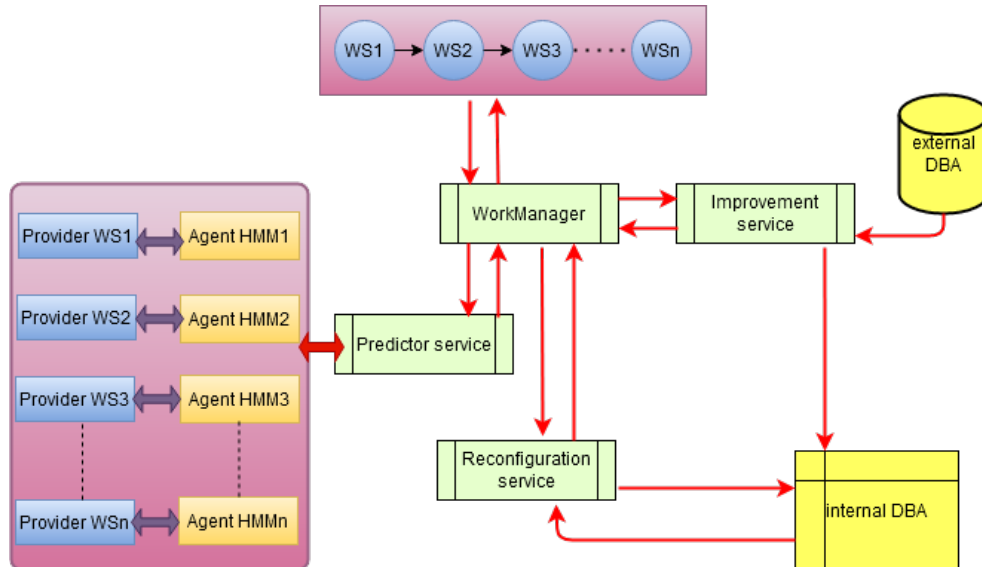 WS1 WS2 WS3 WSn
external
DBA
WorkManager
Improvement
service
Provider WS1 Agent HMM1
Provider WS2 Agent HMM2
Predictor service
Provider WS3 Agent HMM3
Reconfiguration
service
Provider WSn Agent HMMn
internal DBA